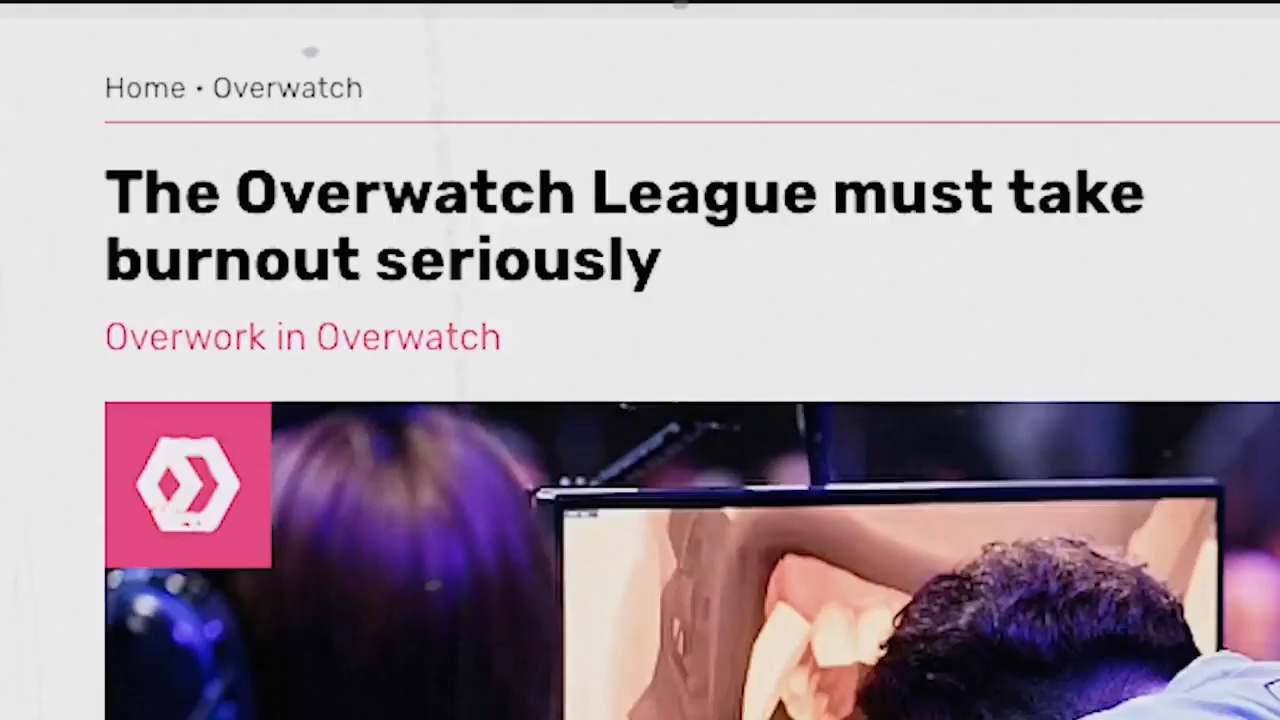 Home • Overwatch
The Overwatch League must take
burnout seriously
Overwork in Overwatch